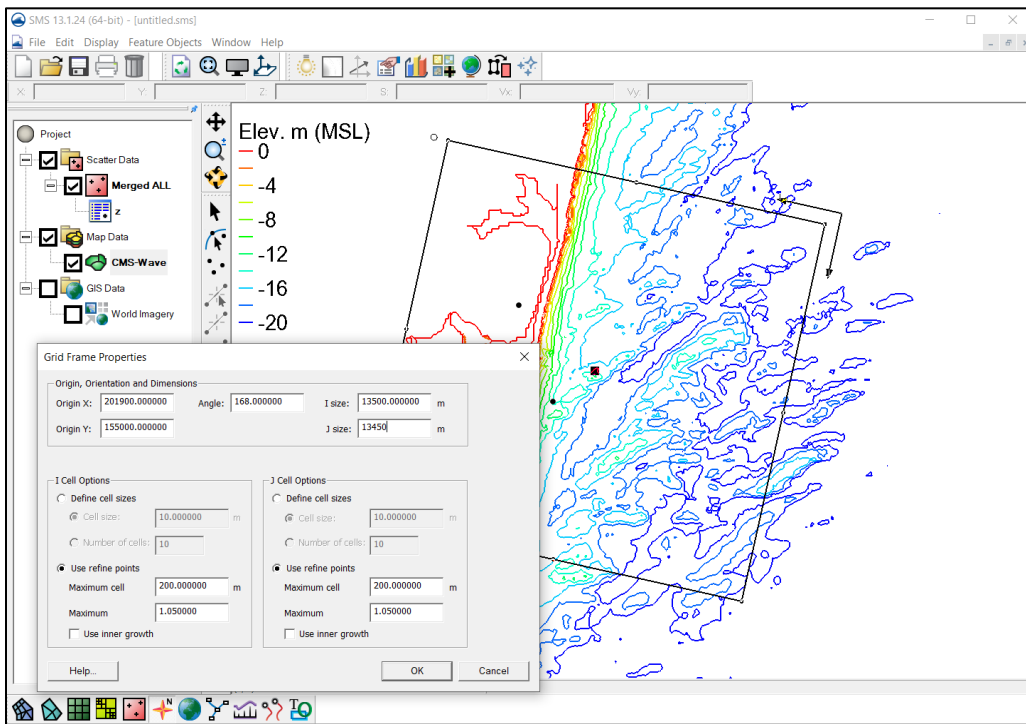 SMS 13.1.24 (64-bit) - [untitled.sms]
File Edit Display Feature Objects Window Help
X: Y: Z: S: Vx: Vy:
Project
Scatter Data
Merged ALL
z
Map Data
CMS-Wave
GIS Data
World Imagery
Elev. m (MSL)
0
-4
-8
-12
-16
-20
Grid Frame Properties
Origin, Orientation and Dimensions
Origin X: 201900.000000 Angle: 168.000000 I size: 13500.000000 m
Origin Y: 155000.000000 J size: 13450 m
I Cell Options
Define cell sizes
Cell size: 10.000000 m
Number of cells: 10
Use refine points
Maximum cell 200.000000 m
Maximum 1.050000
Use inner growth
J Cell Options
Define cell sizes
Cell size: 10.000000 m
Number of cells: 10
Use refine points
Maximum cell 200.000000 m
Maximum 1.050000
Use inner growth
Help... OK Cancel